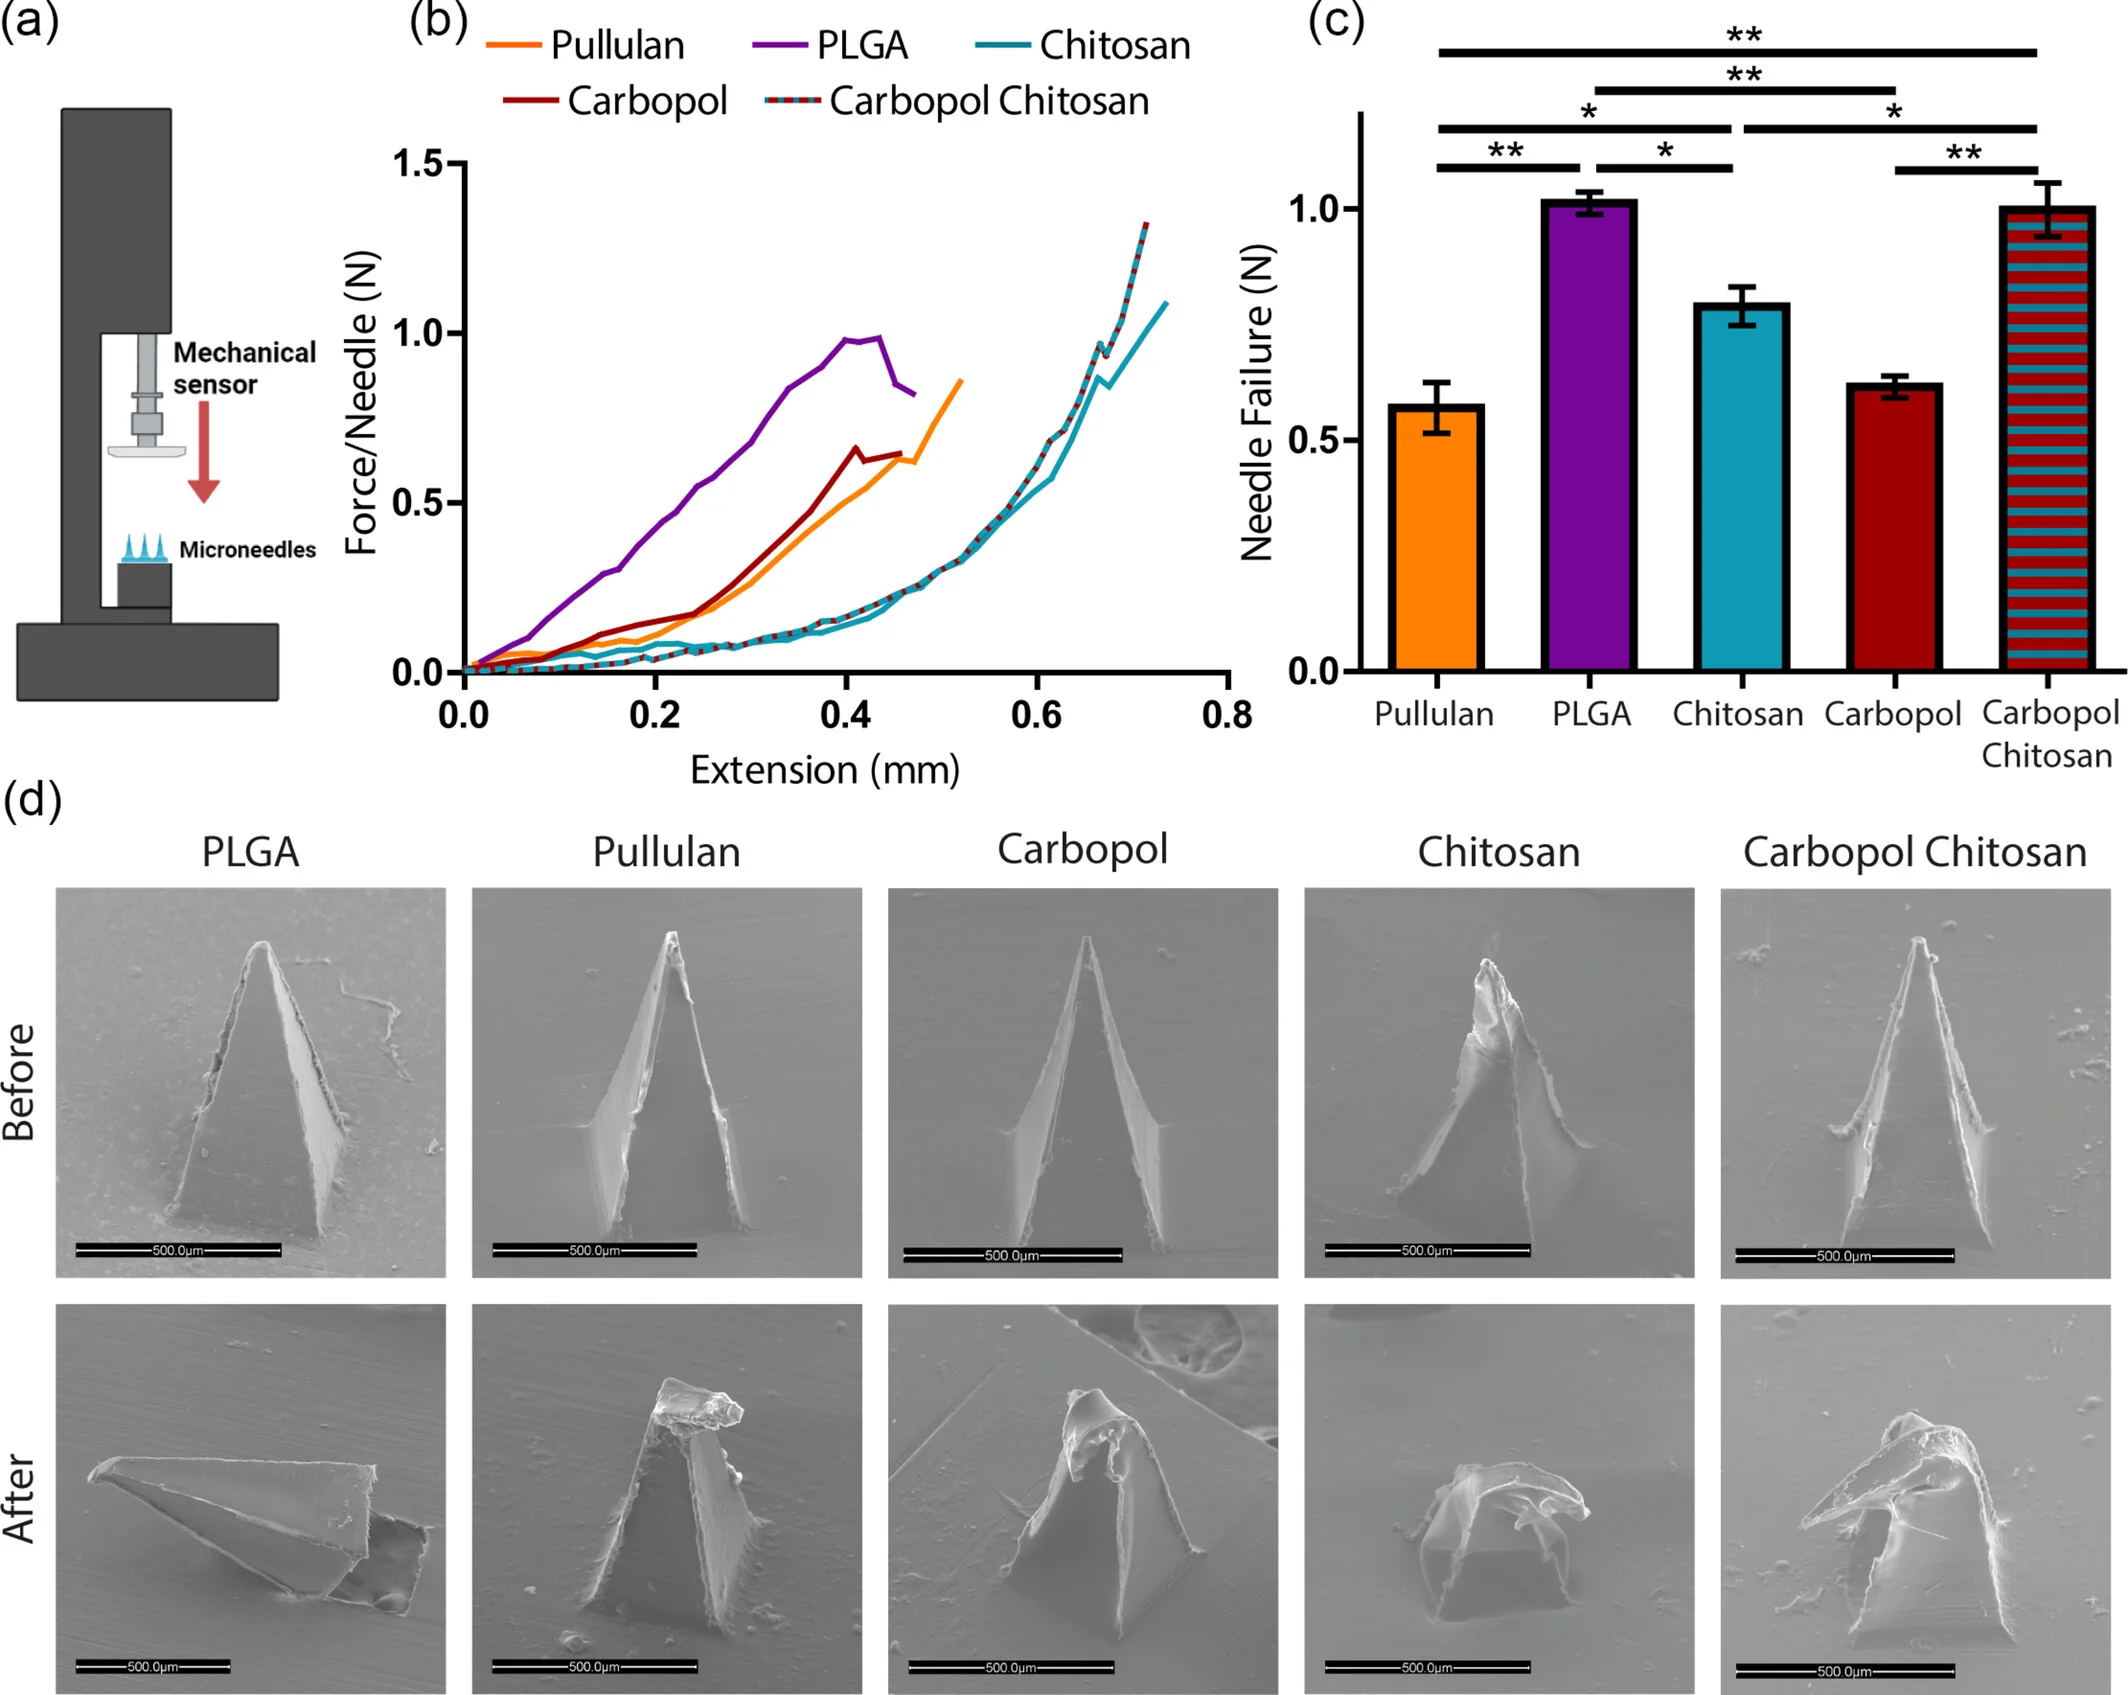 (a)
Mechanical
sensor
Microneedles
(b)
Pullulan PLGA Chitosan
Carbopol Carbopol Chitosan
Force/Needle (N)
1.5
1.0
0.5
0.0
0.0 0.2 0.4 0.6 0.8
Extension (mm)
(c)
**
**
* *
** * **
Needle Failure (N)
1.0
0.5
0.0
Pullulan PLGA Chitosan Carbopol Carbopol
Chitosan
(d)
PLGA Pullulan Carbopol Chitosan Carbopol Chitosan
Before
500.0µm 500.0µm 500.0µm 500.0µm 500.0µm
After
500.0µm 500.0µm 500.0µm 500.0µm 500.0µm